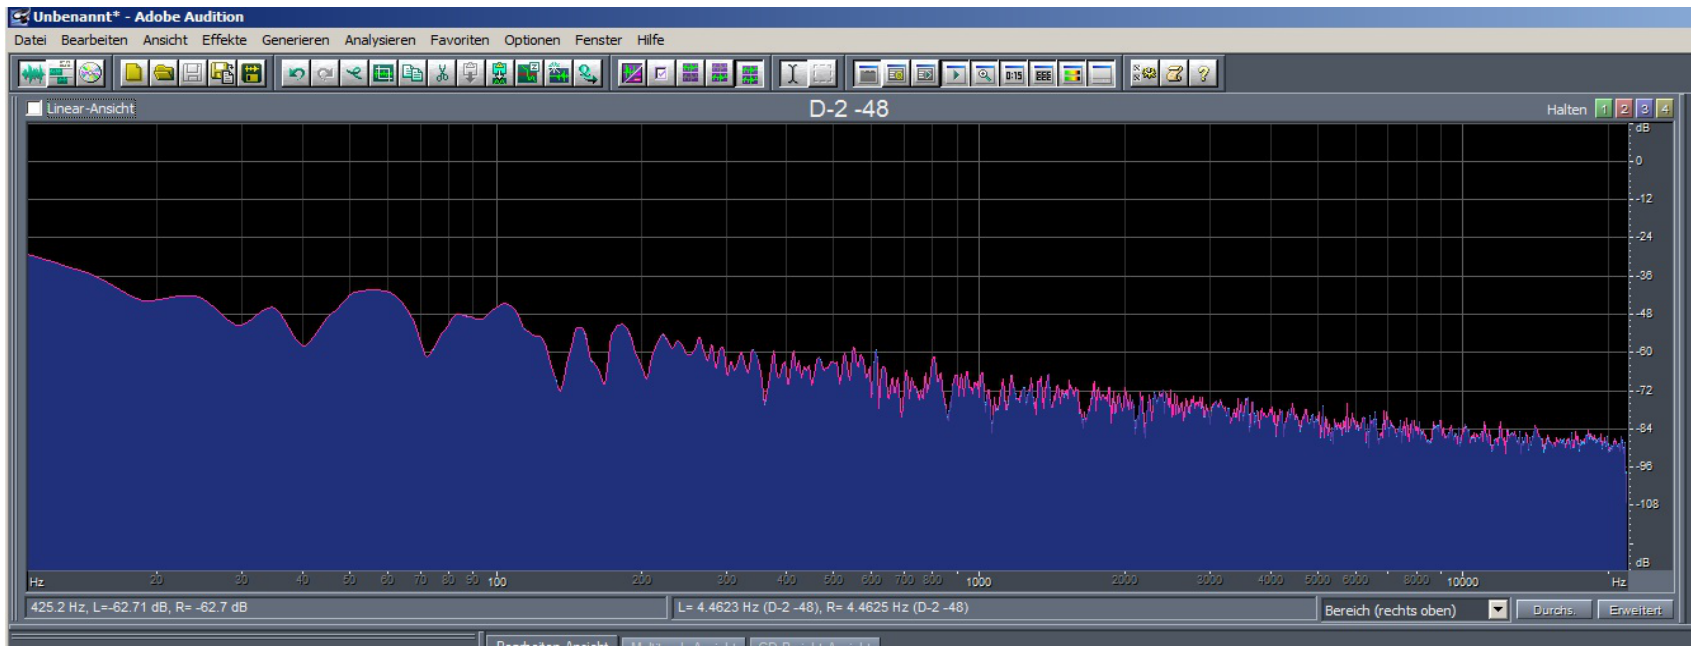 Unbenannt* - Adobe Audition
Datei Bearbeiten Ansicht Effekte Generieren Analysieren Favoriten Optionen Fenster Hilfe
Linear-Ansicht D-2 -48 Halten 1 2 3 4
dB
-0
-12
-24
-36
-48
-60
-72
-84
-96
-108
dB
Hz 20 30 40 50 60 70 80 90 100 200 300 400 500 600 700 800 1000 2000 3000 4000 5000 6000 8000 10000 Hz
425.2 Hz, L=-62.71 dB, R= -62.7 dB L= 4.4623 Hz (D-2 -48), R= 4.4625 Hz (D-2 -48) Bereich (rechts oben) Durchs. Erweitert